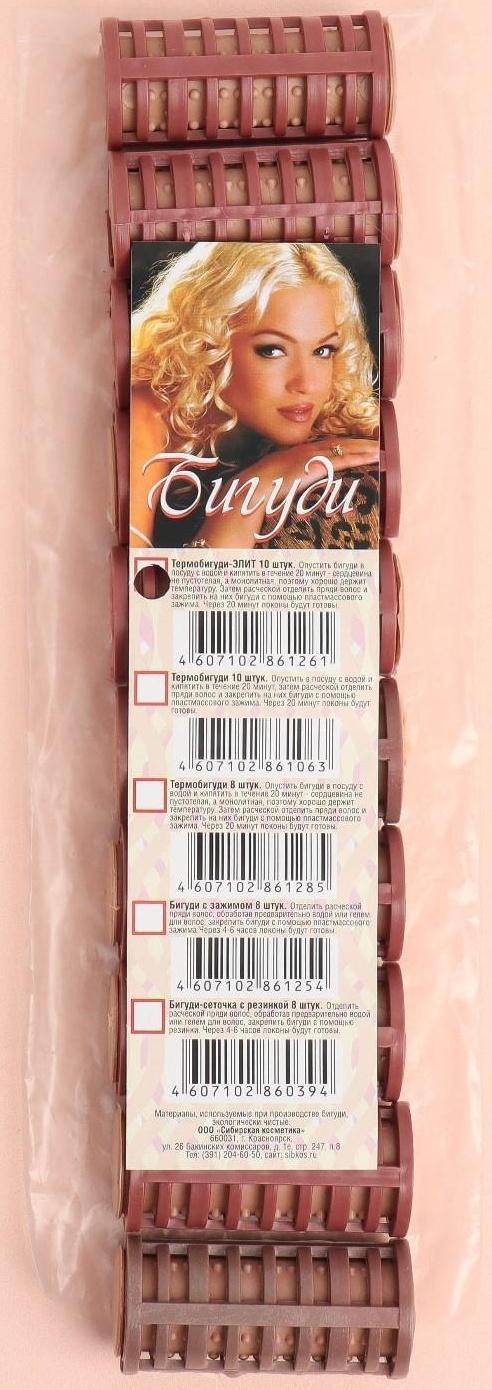 Бигуди
Термобигуди-ЭЛИТ 10 штук. Опустить бигуди в
посуду с водой и кипятить в течение 20 минут - сердцевина
не пустотелая, а монолитная, поэтому хорошо держит
температуру. Затем расческой отделить пряди волос и
закрепить на них бигуди с помощью пластмассового
зажима. Через 20 минут локоны будут готовы.
4 607102 861261
Термобигуди 10 штук. Опустить в посуду с водой и
кипятить в течение 20 минут, затем расческой отделить
пряди волос и закрепить на них бигуди с помощью
пластмассового зажима. Через 20 минут локоны будут
готовы.
4 607102 861063
Термобигуди 8 штук. Опустить бигуди в посуду с
водой и кипятить в течение 20 минут - сердцевина не
пустотелая, а монолитная, поэтому хорошо держит
температуру. Затем расческой отделить пряди волос и
закрепить на них бигуди с помощью пластмассового
зажима. Через 20 минут локоны будут готовы.
4 607102 861285
Бигуди с зажимом 8 штук. Отделить расческой
пряди волос, обработав предварительно водой или гелем
для волос, закрепить бигуди с помощью пластмассового
зажима. Через 4-6 часов локоны будут готовы.
4 607102 861254
Бигуди-сеточка с резинкой 8 штук. Отделить
расческой пряди волос, обработав предварительно водой
или гелем для волос, закрепить бигуди с помощью
резинки. Через 4-6 часов локоны будут готовы.
4 607102 860394
Материалы, используемые при производстве бигуди,
экологически чистые.
ООО «Сибирская косметика»
660031, г. Красноярск,
ул. 26 Бакинских комиссаров, д. 1е, стр. 247, п.8
Тел: (391) 204-60-50, сайт: sibkos.ru